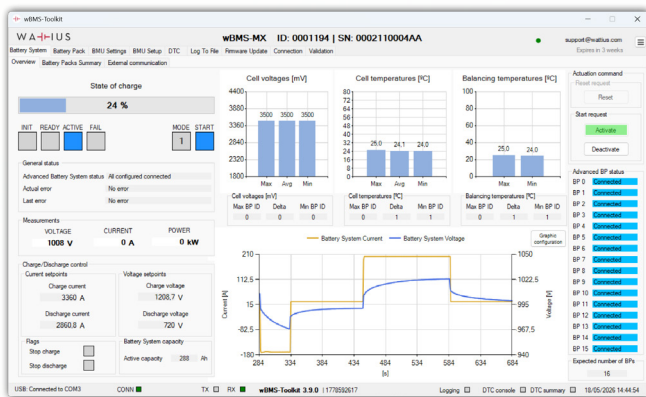 wBMS-Toolkit
WATTIUS
wBMS-MX ID: 0001194 | SN: 0002110004AA
support@wattius.com
Expires in 3 weeks
Battery System Battery Pack BMU Settings BMU Setup DTC Log To File Firmware Update Connection Validation
Overview Battery Packs Summary External communication
State of charge
24 %
INIT READY ACTIVE FAIL MODE START
1
General status
Advanced Battery System status All configured connected
Actual error No error
Last error No error
Measurements
VOLTAGE CURRENT POWER
1008 V 0 A 0 kW
Charge/Discharge control
Current setpoints
Charge current
3360 A
Discharge current
2860.8 A
Voltage setpoints
Charge voltage
1208,7 V
Discharge voltage
720 V
Flags
Stop charge
Stop discharge
Battery System capacity
Active capacity 288 Ah
Cell voltages [mV]
4400
3880
3360
2840
2320
1800
3500 3500 3500
Max Avg Min
Cell voltages [mV]
Max BP ID Delta Min BP ID
0 0 0
Cell temperatures [ºC]
80
72
64
56
48
40
32
24
16
8
0
25,0 24,1 24,0
Max Avg Min
Cell temperatures [ºC]
Max BP ID Delta Min BP ID
0 1 1
Balancing temperatures [ºC]
100
80
60
40
20
0
25,0 24,0
Max Min
Balancing temperatures [ºC]
Max BP ID Delta Min BP ID
0 1 1
Battery System Current Battery System Voltage
Graphic
configuration
Current [A]
210
112.5
15
-82.5
-180
Voltage [V]
1050
1022.5
995
967.5
940
284 334 384 434 484 534 584 634 684
[s]
Actuation command
Reset request
Reset
Start request
Activate
Deactivate
Advanced BP status
BP 0 Connected
BP 1 Connected
BP 2 Connected
BP 3 Connected
BP 4 Connected
BP 5 Connected
BP 6 Connected
BP 7 Connected
BP 8 Connected
BP 9 Connected
BP 10 Connected
BP 11 Connected
BP 12 Connected
BP 13 Connected
BP 14 Connected
BP 15 Connected
Expected number of BPs
16
USB: Connected to COM3 CONN TX RX wBMS-Toolkit 3.9.0 | 1778592617 Logging DTC console DTC summary 18/05/2026 14:44:54